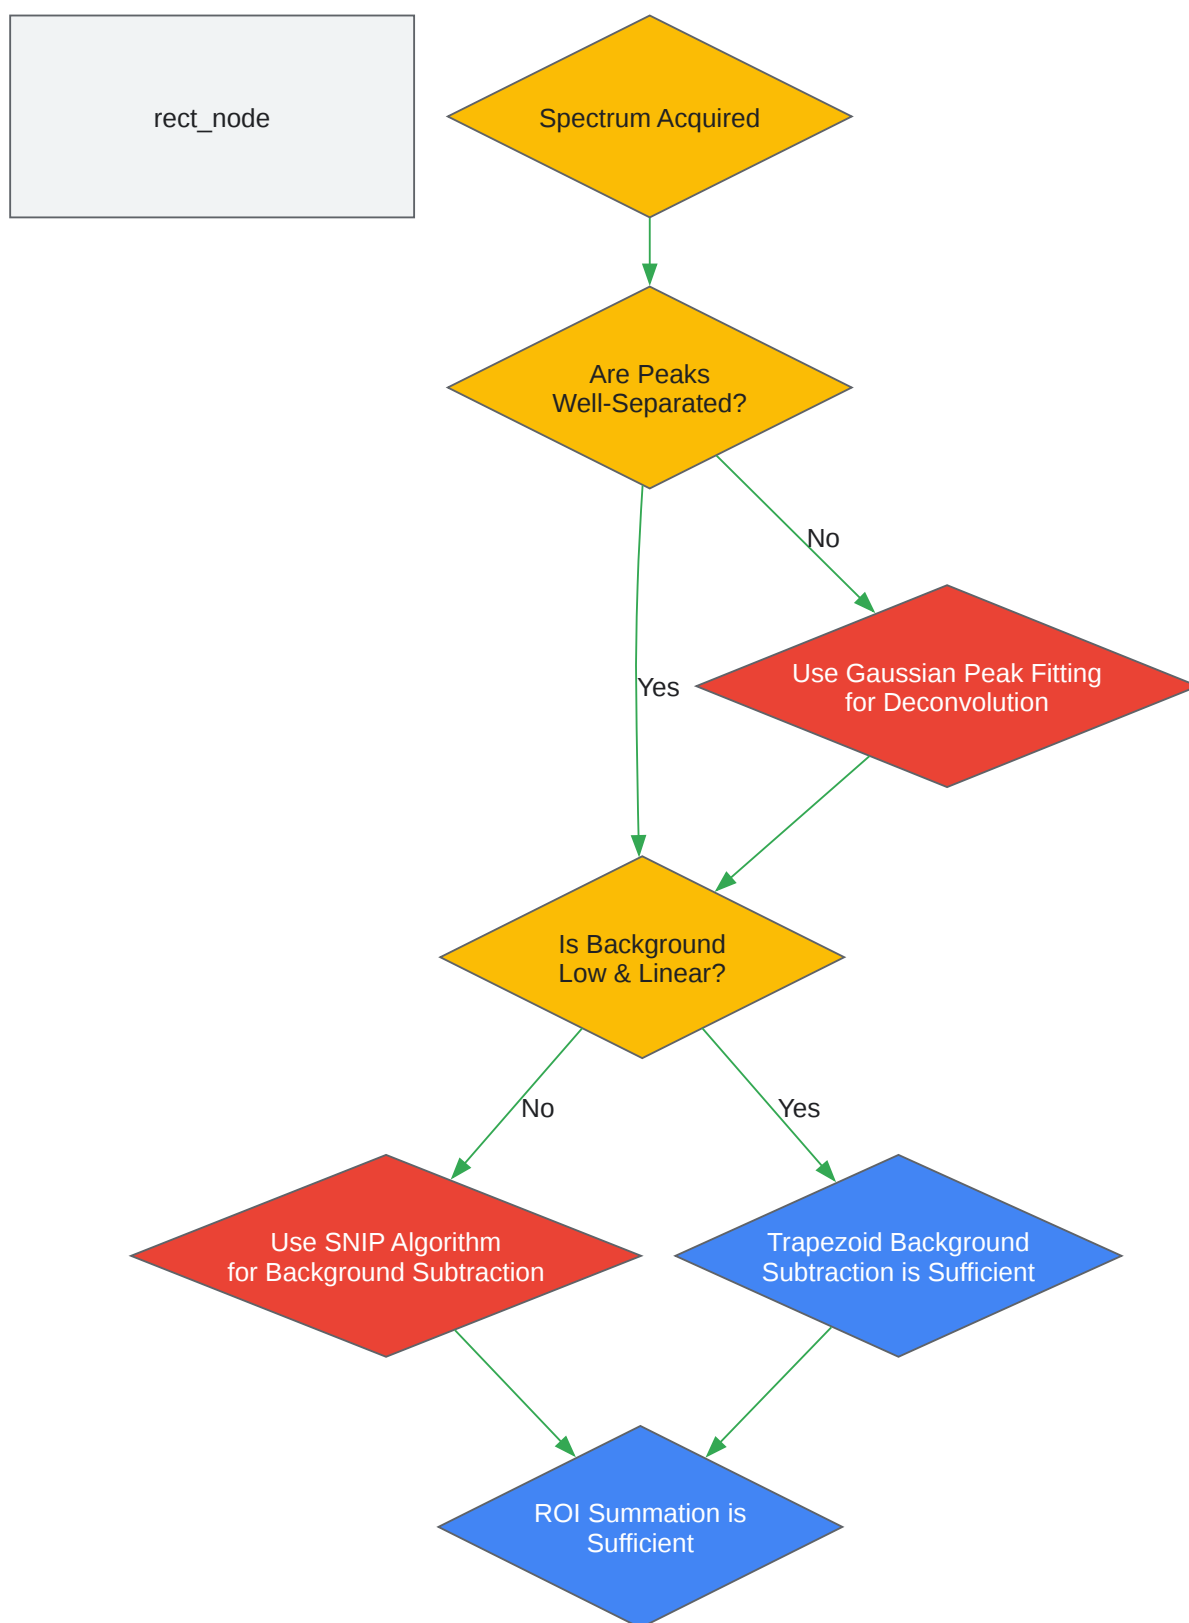 rect_node
Spectrum Acquired
Are Peaks
Well-Separated?
No
Use Gaussian Peak Fitting
for Deconvolution
Yes
Is Background
Low & Linear?
No
Yes
Use SNIP Algorithm
for Background Subtraction
Trapezoid Background
Subtraction is Sufficient
ROI Summation is
Sufficient